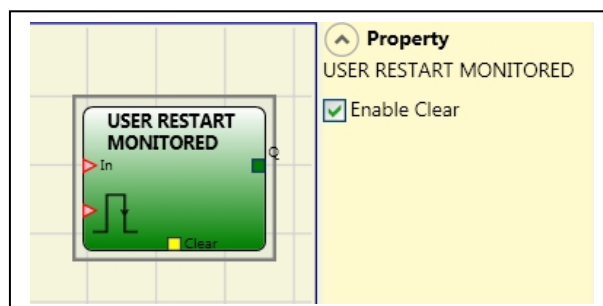 USER RESTART
MONITORED
In
Q
Clear
Property
USER RESTART MONITORED
Enable Clear